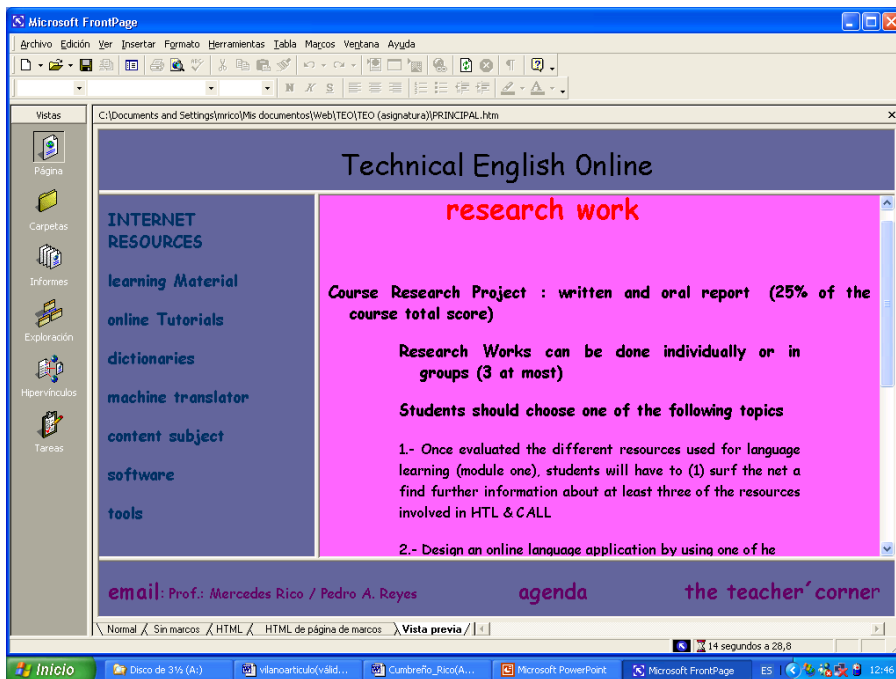 Microsoft FrontPage
Archivo Edición Ver Insertar Formato Herramientas Tabla Marcos Ventana Ayuda
N K S
Vistas
C:\Documents and Settings\mrico\Mis documentos\Web\TEO\TEO (asignatura)\PRINCIPAL.htm
Página
Carpetas
Informes
Exploración
Hipervínculos
Tareas
Technical English Online
INTERNET
RESOURCES
learning Material
online Tutorials
dictionaries
machine translator
content subject
software
tools
research work
Course Research Project : written and oral report (25% of the
course total score)
Research Works can be done individually or in
groups (3 at most)
Students should choose one of the following topics
1.- Once evaluated the different resources used for language
learning (module one), students will have to (1) surf the net a
find further information about at least three of the resources
involved in HTL & CALL
2.- Design an online language application by using one of he
email: Prof.: Mercedes Rico / Pedro A. Reyes
agenda
the teacher´corner
Normal Sin marcos HTML HTML de página de marcos Vista previa
14 segundos a 28,8
Inicio Disco de 3½ (A:) vilanoarticulo(válid... Cumbreño_Rico(A... Microsoft PowerPoint Microsoft FrontPage ES 12:46